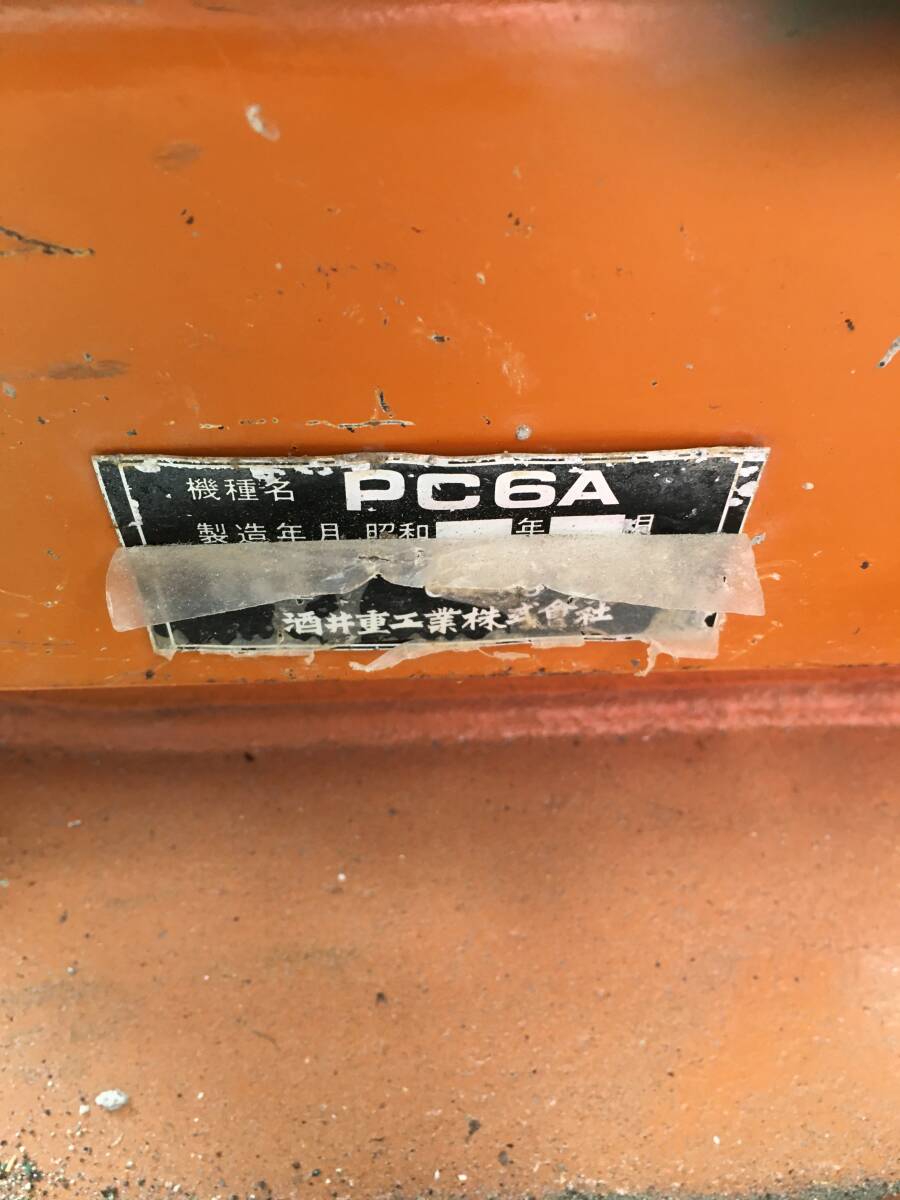 機種名 PC6A
製造年月 昭和 年 月
酒井重工業株式会社